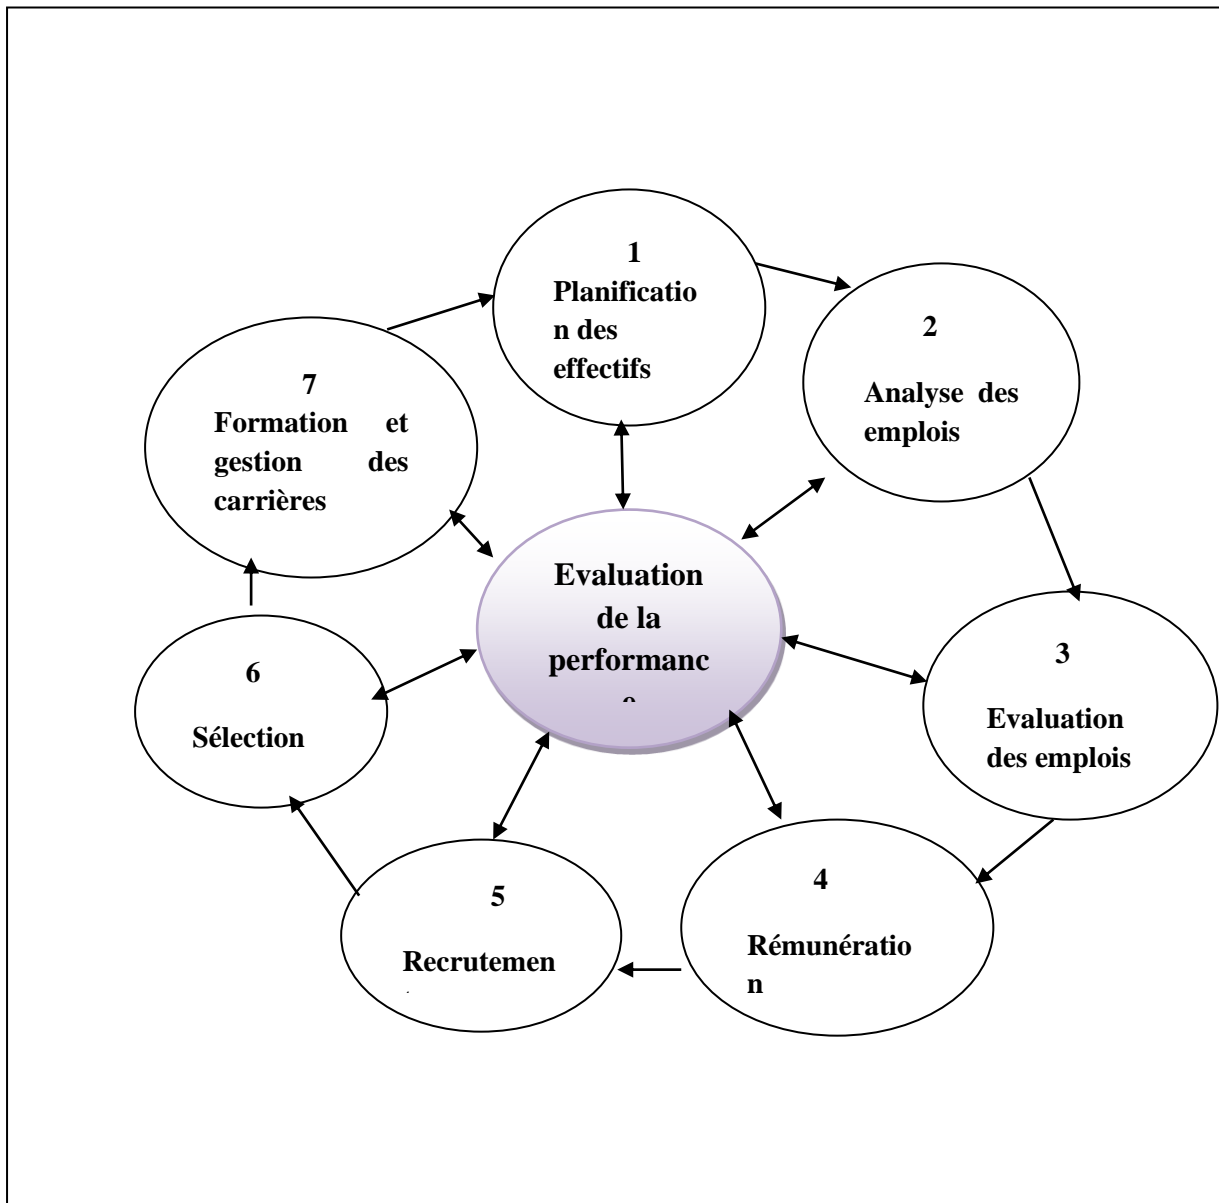 1
Planificatio
n des
effectifs
2
Analyse des
emplois
3
Evaluation
des emplois
4
Rémunératio
n
5
Recrutemen
6
Sélection
7
Formation et
gestion des
carrières
Evaluation
de la
performanc